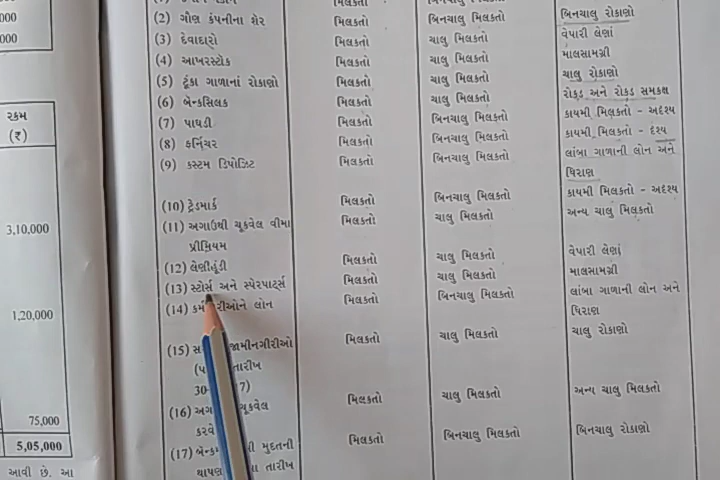 મિલકતો
(2) ગૌણ કંપનીના શેર મિલકતો બિનચાલુ મિલકતો બિનચાલુ રોકાણો
(3) દેવાદારો મિલકતો ચાલુ મિલકતો વેપારી લેણાં
(4) આખરસ્ટોક મિલકતો ચાલુ મિલકતો માલસામગ્રી
(5) ટૂંકા ગાળાનાં રોકાણો મિલકતો ચાલુ મિલકતો ચાલુ રોકાણો
(6) બૅન્કસિલક મિલકતો ચાલુ મિલકતો રોકડ અને રોકડ સમકક્ષ
(7) પાઘડી મિલકતો બિનચાલુ મિલકતો કાયમી મિલકતો - અદૃશ્ય
(8) ફર્નિચર મિલકતો બિનચાલુ મિલકતો કાયમી મિલકતો - દૃશ્ય
(9) કસ્ટમ ડિપૉઝિટ મિલકતો બિનચાલુ મિલકતો લાંબા ગાળાની લોન અને
ધિરાણ
(10) ટ્રેડમાર્ક મિલકતો બિનચાલુ મિલકતો કાયમી મિલકતો - અદૃશ્ય
(11) અગાઉથી ચૂકવેલ વીમા મિલકતો ચાલુ મિલકતો અન્ય ચાલુ મિલકતો
પ્રીમિયમ
(12) લેણીહૂંડી મિલકતો ચાલુ મિલકતો વેપારી લેણાં
(13) સ્ટોર્સ અને સ્પેરપાર્ટ્સ મિલકતો ચાલુ મિલકતો માલસામગ્રી
(14) રીઓને લોન મિલકતો બિનચાલુ મિલકતો લાંબા ગાળાની લોન અને
ધિરાણ
(15) જામીનગીરીઓ મિલકતો ચાલુ મિલકતો ચાલુ રોકાણો
તારીખ
30 7)
(16) ચૂકવેલ મિલકતો ચાલુ મિલકતો અન્ય ચાલુ મિલકતો
(17) મુદતની મિલકતો બિનચાલુ મિલકતો બિનચાલુ રોકાણો
થાપણ તારીખ
000
000
રકમ
(₹)
3,10,000
1,20,000
75,000
5,05,000
આવી છે. આ